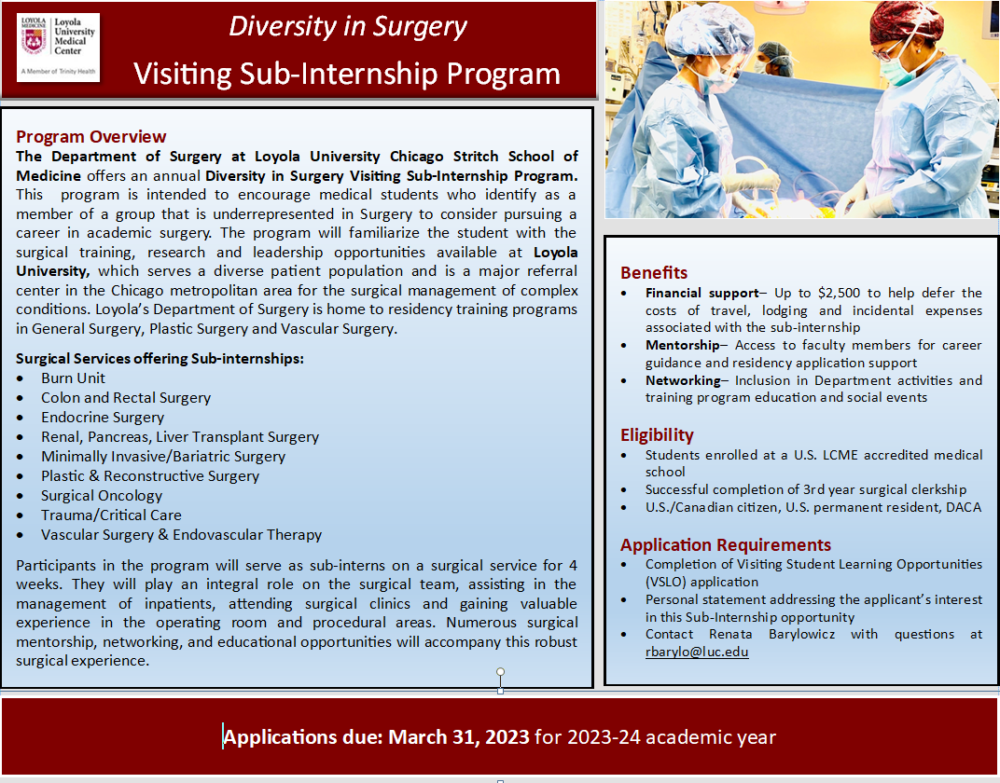 LOYOLA
MEDICINE
Loyola
University
Medical
Center
A Member of Trinity Health
Diversity in Surgery
Visiting Sub-Internship Program
Program Overview
The Department of Surgery at Loyola University Chicago Stritch School of
Medicine offers an annual Diversity in Surgery Visiting Sub-Internship Program.
This program is intended to encourage medical students who identify as a
member of a group that is underrepresented in Surgery to consider pursuing a
career in academic surgery. The program will familiarize the student with the
surgical training, research and leadership opportunities available at Loyola
University, which serves a diverse patient population and is a major referral
center in the Chicago metropolitan area for the surgical management of complex
conditions. Loyola's Department of Surgery is home to residency training programs
in General Surgery, Plastic Surgery and Vascular Surgery.
Surgical Services offering Sub-internships:
• Burn Unit
• Colon and Rectal Surgery
• Endocrine Surgery
• Renal, Pancreas, Liver Transplant Surgery
• Minimally Invasive/Bariatric Surgery
• Plastic & Reconstructive Surgery
• Surgical Oncology
• Trauma/Critical Care
• Vascular Surgery & Endovascular Therapy
Participants in the program will serve as sub-interns on a surgical service for 4
weeks. They will play an integral role on the surgical team, assisting in the
management of inpatients, attending surgical clinics and gaining valuable
experience in the operating room and procedural areas. Numerous surgical
mentorship, networking, and educational opportunities will accompany this robust
surgical experience.
Benefits
• Financial support– Up to $2,500 to help defer the
costs of travel, lodging and incidental expenses
associated with the sub-internship
• Mentorship– Access to faculty members for career
guidance and residency application support
• Networking– Inclusion in Department activities and
training program education and social events
Eligibility
• Students enrolled at a U.S. LCME accredited medical
school
• Successful completion of 3rd year surgical clerkship
• U.S./Canadian citizen, U.S. permanent resident, DACA
Application Requirements
• Completion of Visiting Student Learning Opportunities
(VSLO) application
• Personal statement addressing the applicant's interest
in this Sub-Internship opportunity
• Contact Renata Barylowicz with questions at
rbarylo@luc.edu
Applications due: March 31, 2023 for 2023-24 academic year